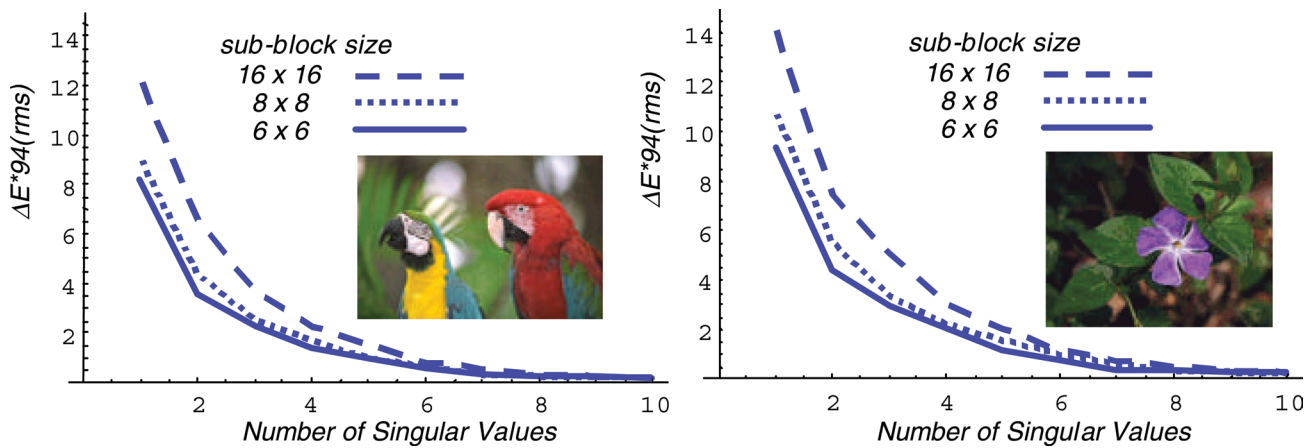 14
12
10
8
6
4
2
ΔE*94(rms)
sub-block size
16 x 16
8 x 8
6 x 6
2 4 6 8 10
Number of Singular Values
14
12
10
8
6
4
2
ΔE*94(rms)
sub-block size
16 x 16
8 x 8
6 x 6
2 4 6 8 10
Number of Singular Values